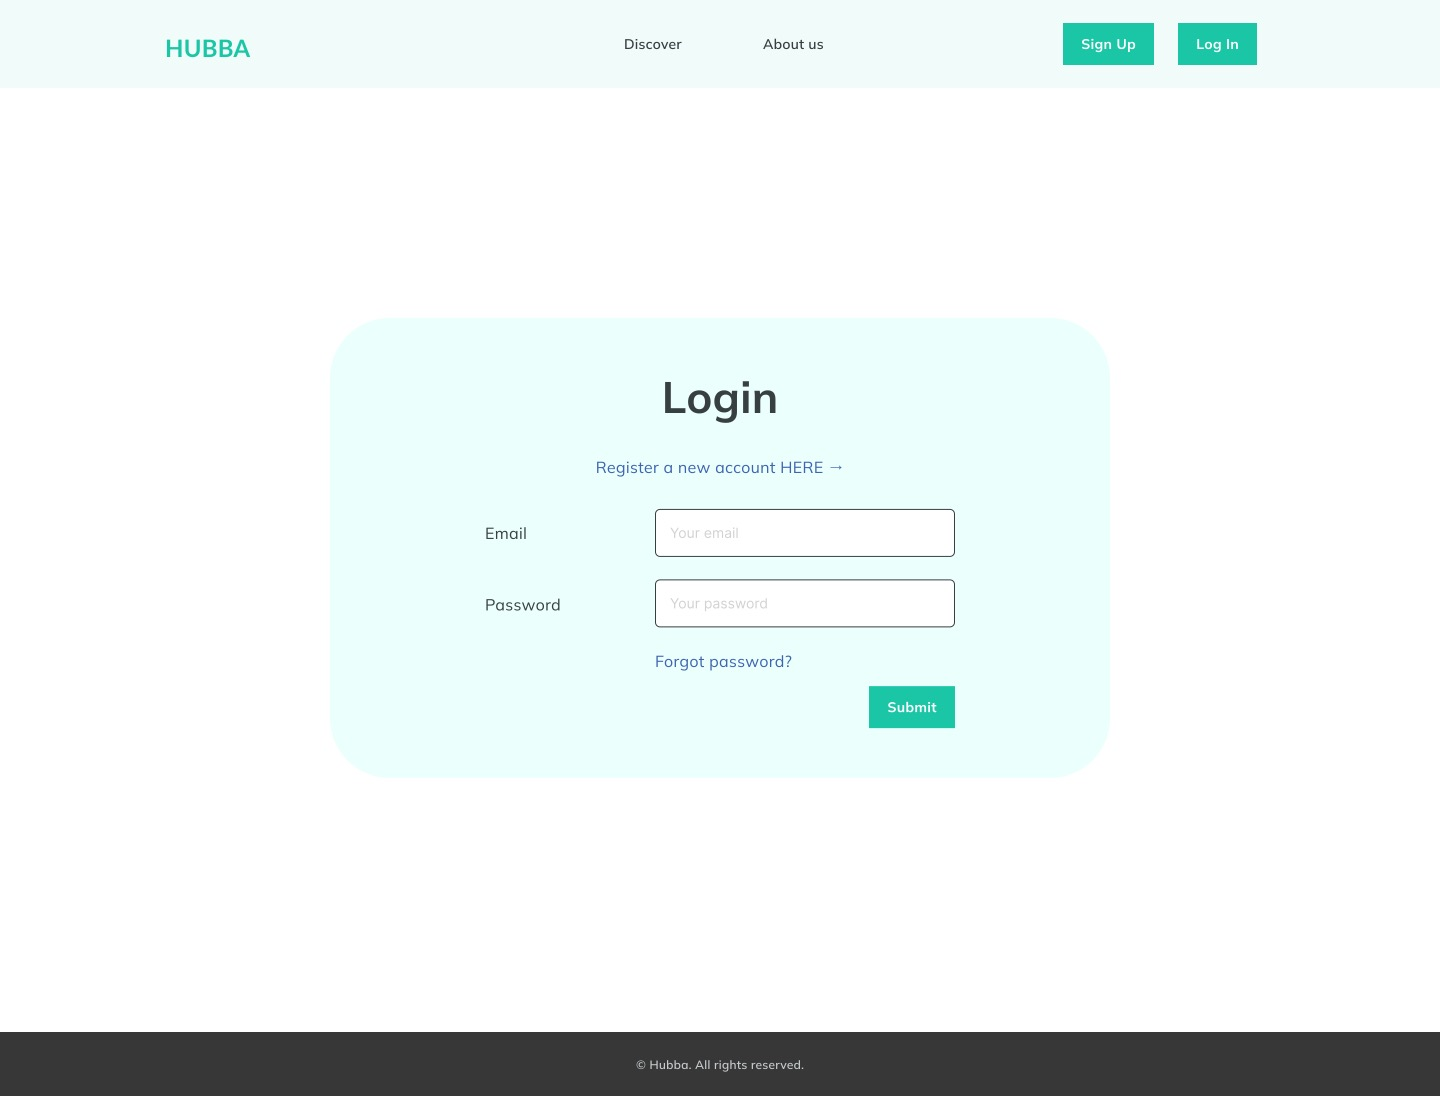 HUBBA
Discover
About us
Sign Up
Log In
Login
Register a new account HERE →
Email
Your email
Password
Your password
Forgot password?
Submit
© Hubba. All rights reserved.